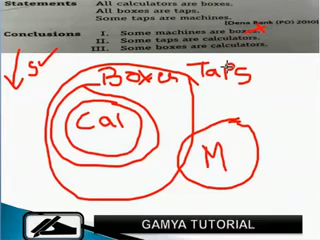 Statements All calculators are boxes.
All boxes are taps.
Some taps are machines.
[Dena Bank (PO) 2010]
Conclusions I. Some machines are boxes.
II. Some taps are calculators.
III. Some boxes are calculators.
Boxes Taps
Cal
M
GAMYA TUTORIAL